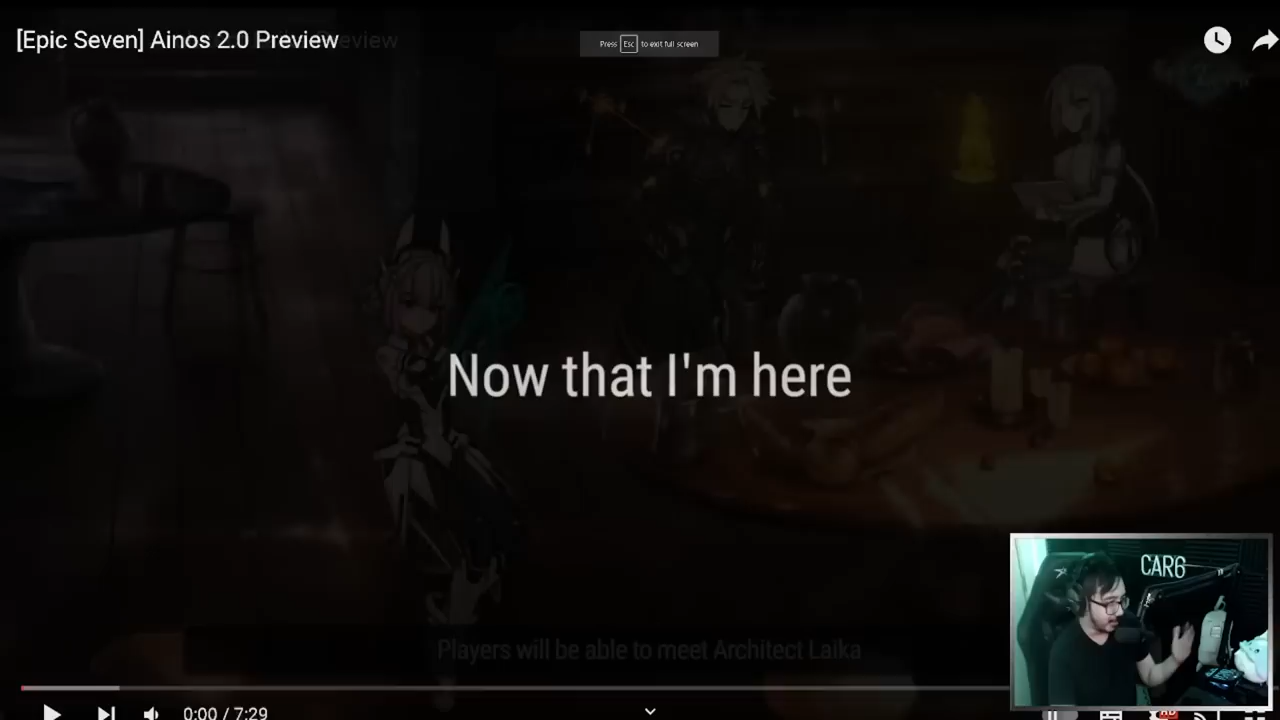 [Epic Seven] Ainos 2.0 Preview
Preview
Press Esc to exit full screen
Now that I'm here
CAR6
Players will be able to meet Architect Laika
0:00 / 7:29